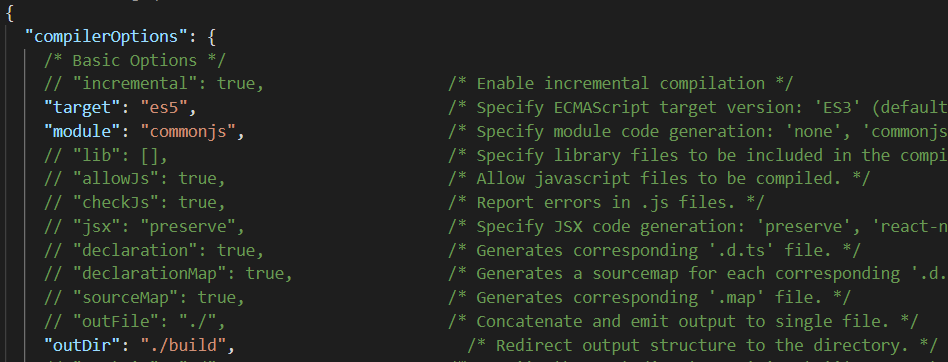 {
"compilerOptions": {
/* Basic Options */
// "incremental": true, /* Enable incremental compilation */
"target": "es5", /* Specify ECMAScript target version: 'ES3' (default
"module": "commonjs", /* Specify module code generation: 'none', 'commonjs
// "lib": [], /* Specify library files to be included in the compi
// "allowJs": true, /* Allow javascript files to be compiled. */
// "checkJs": true, /* Report errors in .js files. */
// "jsx": "preserve", /* Specify JSX code generation: 'preserve', 'react-n
// "declaration": true, /* Generates corresponding '.d.ts' file. */
// "declarationMap": true, /* Generates a sourcemap for each corresponding '.d.
// "sourceMap": true, /* Generates corresponding '.map' file. */
// "outFile": "./", /* Concatenate and emit output to single file. */
"outDir": "./build", /* Redirect output structure to the directory. */